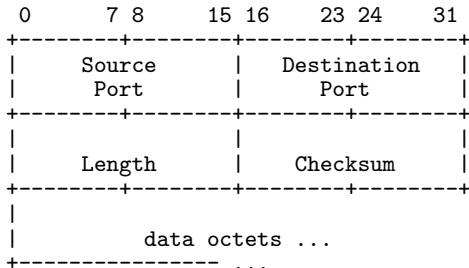 0 7 8 15 16 23 24 31
+--------+--------+--------+--------+
| Source | Destination |
| Port | Port |
+--------+--------+--------+--------+
| | |
| Length | Checksum |
+--------+--------+--------+--------+
|
| data octets ...
+---------------- ...